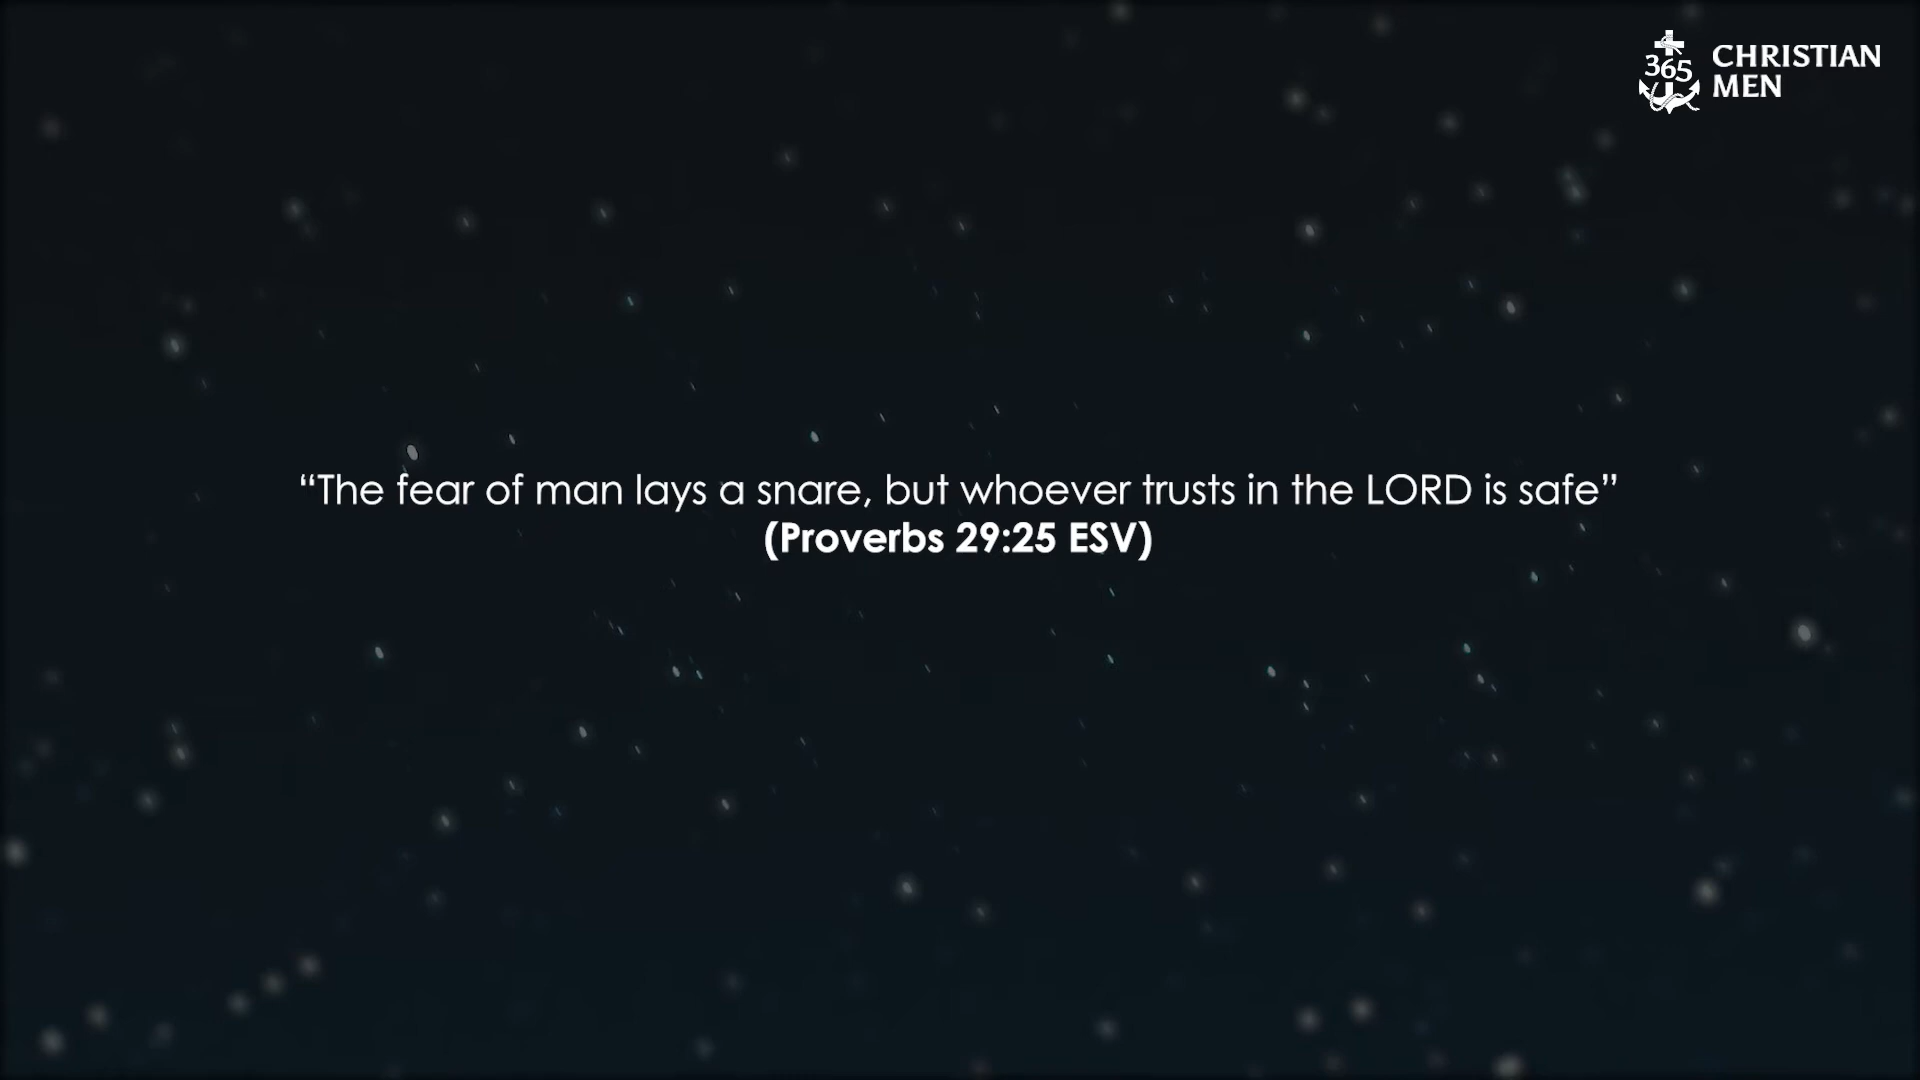 365
CHRISTIAN
MEN
“The fear of man lays a snare, but whoever trusts in the LORD is safe”
(Proverbs 29:25 ESV)